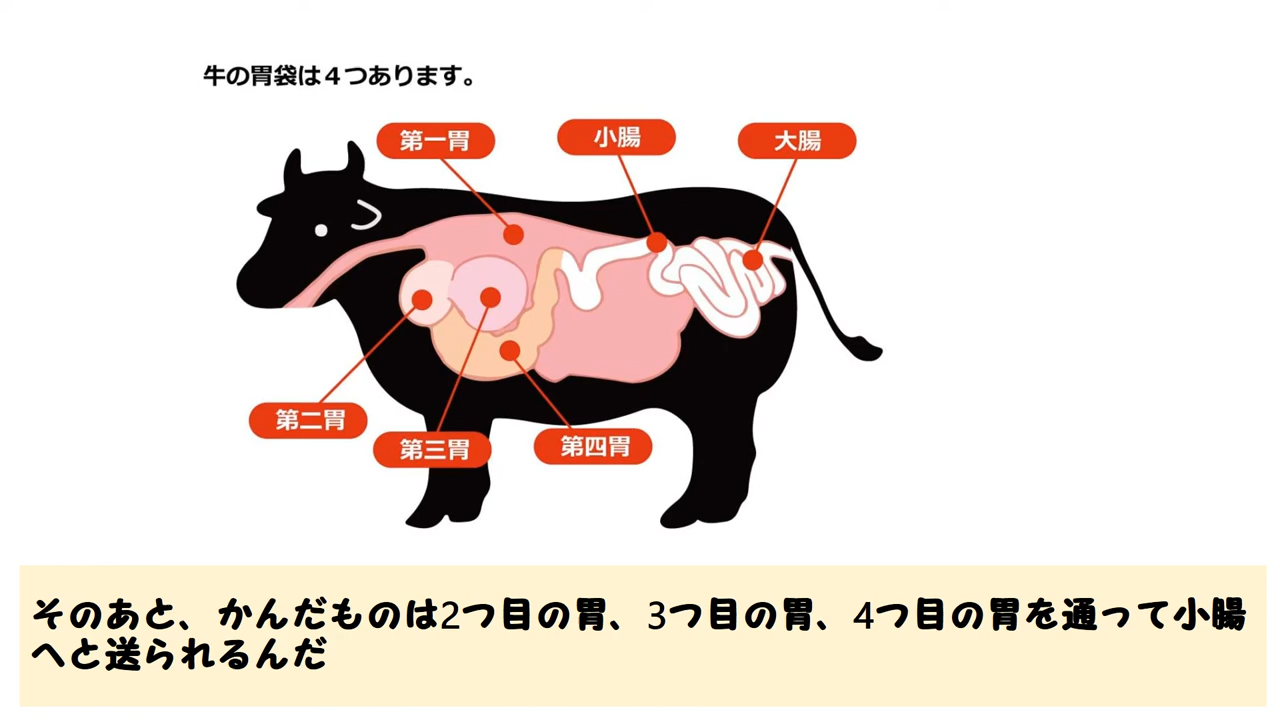 牛の胃袋は４つあります。
第一胃
小腸
大腸
第二胃
第三胃
第四胃
そのあと、かんだものは2つ目の胃、3つ目の胃、4つ目の胃を通って小腸
へと送られるんだ